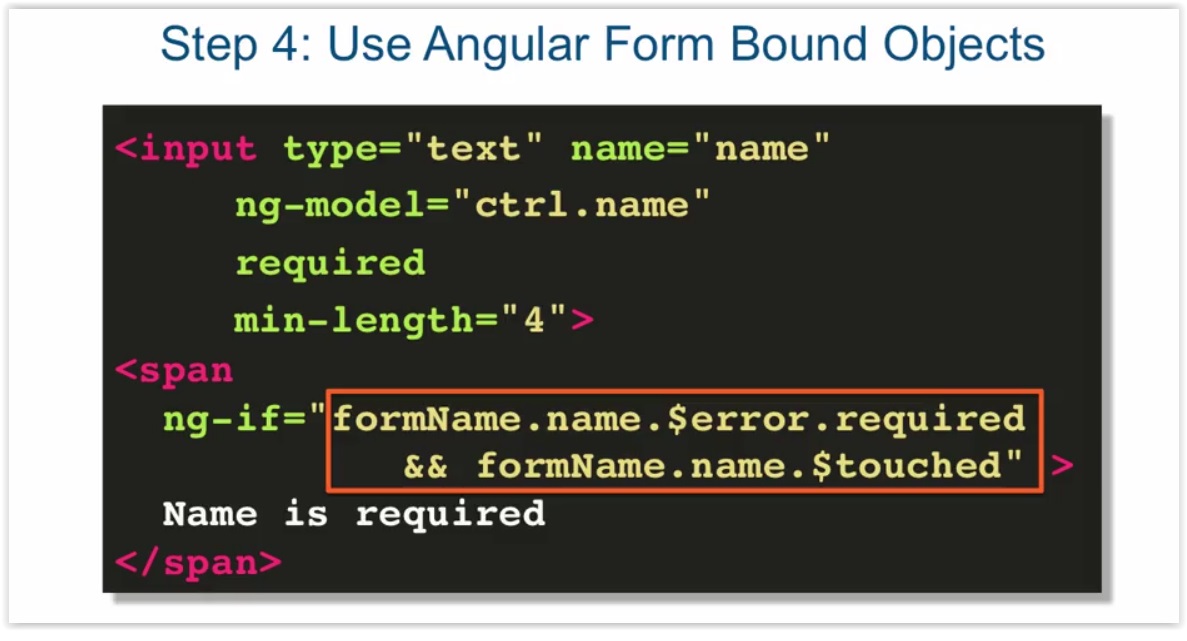 Step 4: Use Angular Form Bound Objects
<input type="text" name="name"
ng-model="ctrl.name"
required
min-length="4">
<span
ng-if="formName.name.$error.required
&& formName.name.$touched">
Name is required
</span>